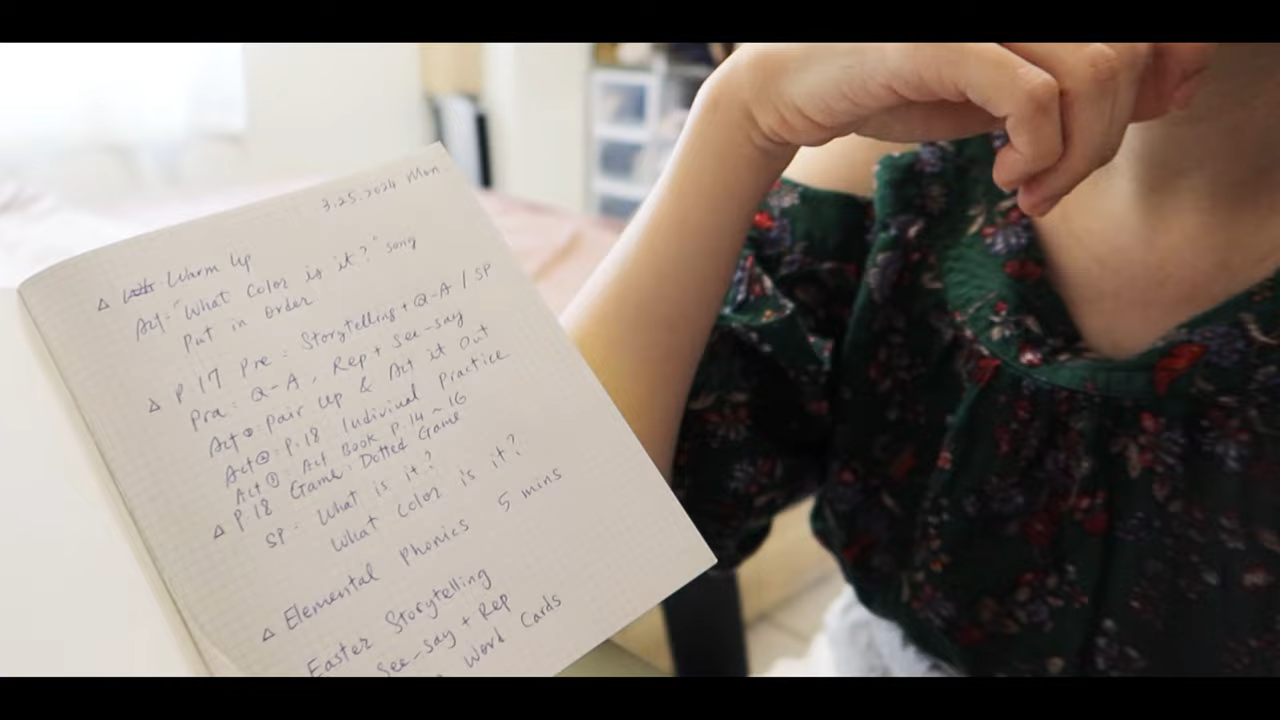 3.25.2024 Mon
△ Warm Up
Act- "What Color is it?" song
Put in order
△ P 17 Pre : Storytelling + Q-A / SP
Pra : Q-A , Rep + See-say
Act : Pair up & Act it out
Act② : P.18 Indivinal Practice
Act : Act Book P.14 ~ 16
△ P.18 Game : Dotted Game
SP - What is it?
What color is it?
△ Elemental Phonics 5 mins
Easter Storytelling
See-say + Rep
Word Cards